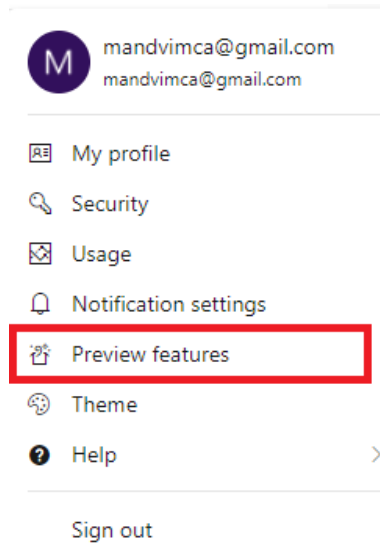 M
mandvimca@gmail.com
mandvimca@gmail.com
My profile
Security
Usage
Notification settings
Preview features
Theme
Help
Sign out